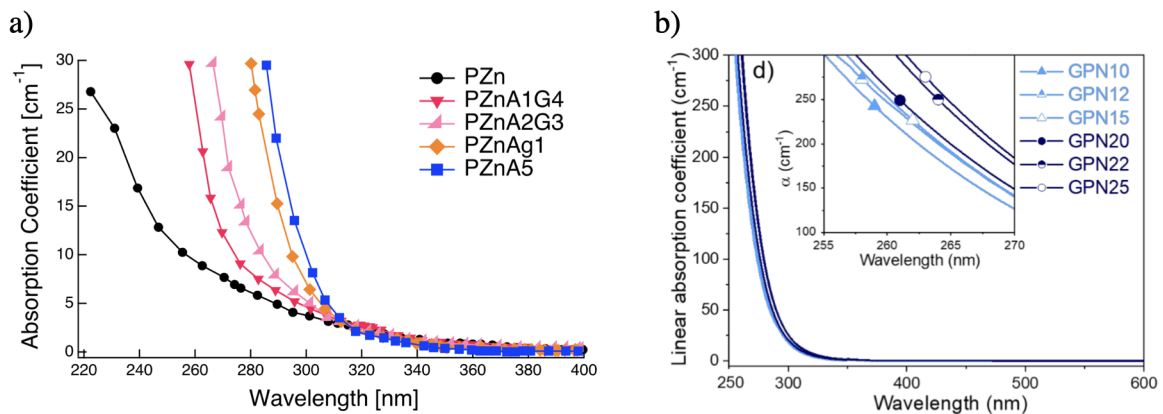 a)
30
25
20
15
10
5
0
Absorption Coefficient [cm⁻¹]
PZn
PZnA1G4
PZnA2G3
PZnAg1
PZnA5
220 240 260 280 300 320 340 360 380 400
Wavelength [nm]
b)
300
250
200
150
100
50
0
Linear absorption coefficient (cm⁻¹)
d)
300
250
200
150
100
α (cm⁻¹)
255 260 265 270
Wavelength (nm)
GPN10
GPN12
GPN15
GPN20
GPN22
GPN25
250 300 400 500 600
Wavelength (nm)